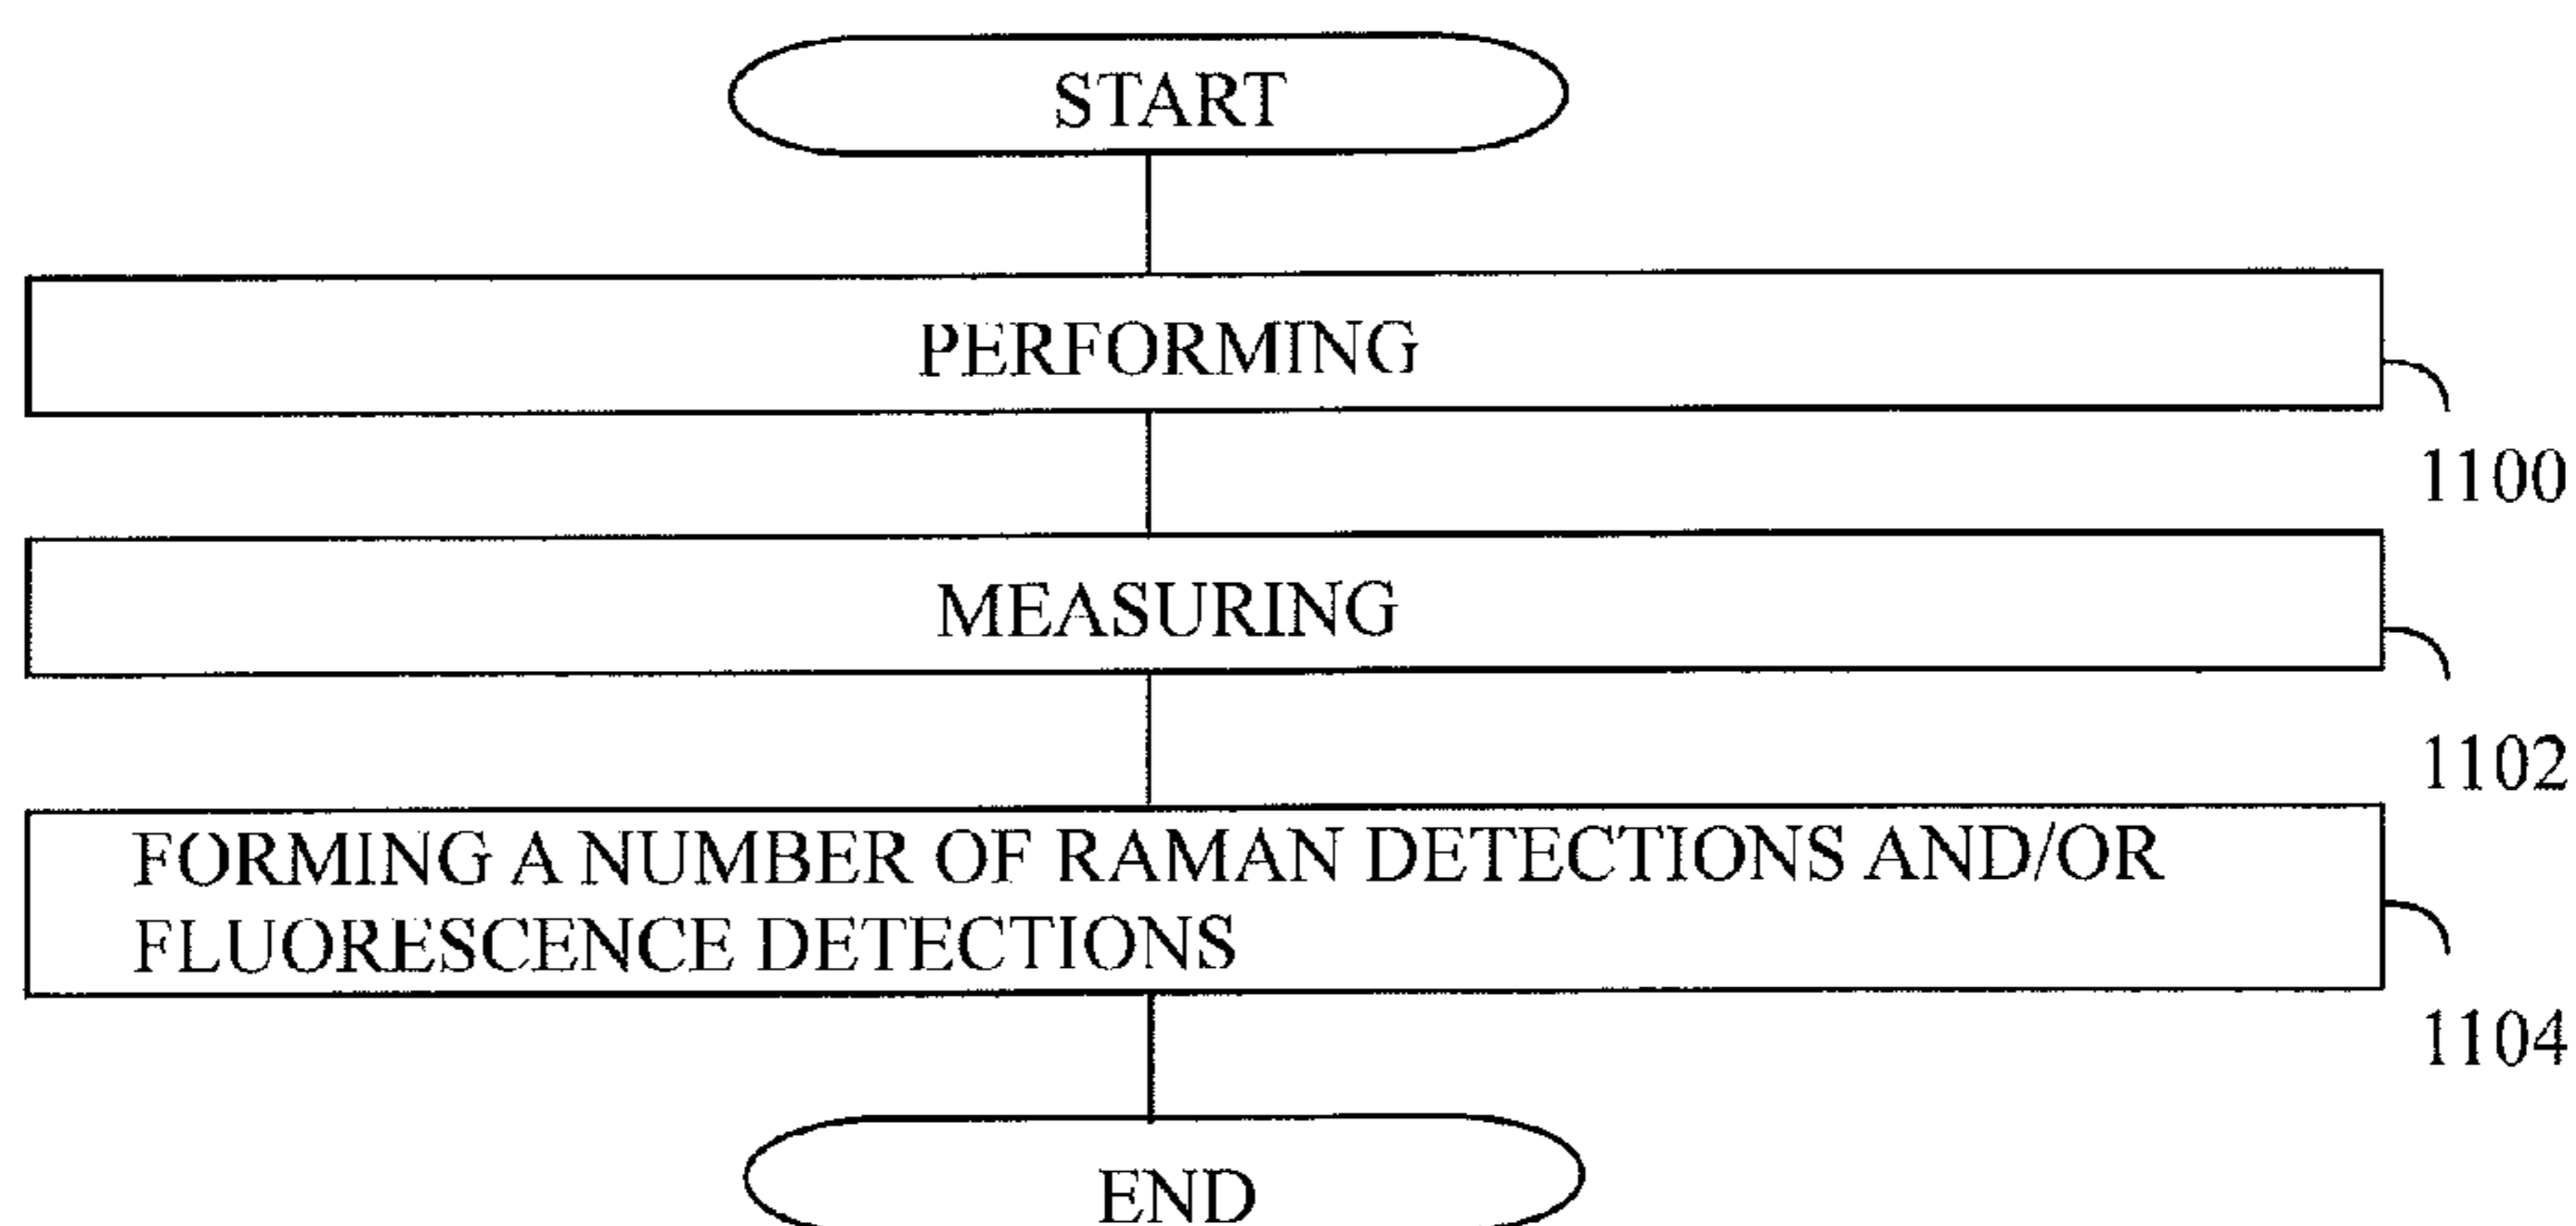 START
PERFORMING
1100
MEASURING
1102
FORMING A NUMBER OF RAMAN DETECTIONS AND/OR
FLUORESCENCE DETECTIONS
1104
END